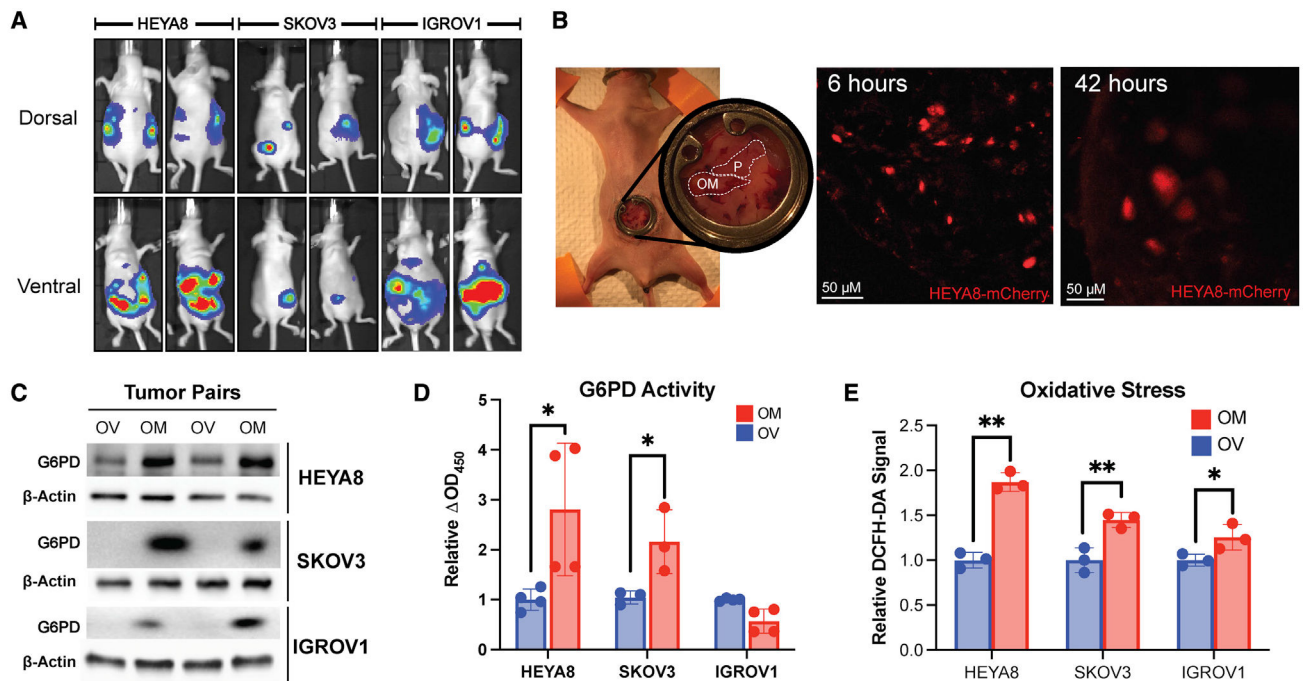 A
HEYA8 SKOV3 IGROV1
Dorsal
Ventral
B
P
OM
6 hours
50 µM
HEYA8-mCherry
42 hours
50 µM
HEYA8-mCherry
C
Tumor Pairs
OV OM OV OM
G6PD
β-Actin
HEYA8
G6PD
β-Actin
SKOV3
G6PD
β-Actin
IGROV1
D
G6PD Activity
OM
OV
Relative ΔOD450
5
4
3
2
1
0
* *
HEYA8 SKOV3 IGROV1
E
Oxidative Stress
OM
OV
Relative DCFH-DA Signal
2.5
2.0
1.5
1.0
0.5
0.0
** ** *
HEYA8 SKOV3 IGROV1